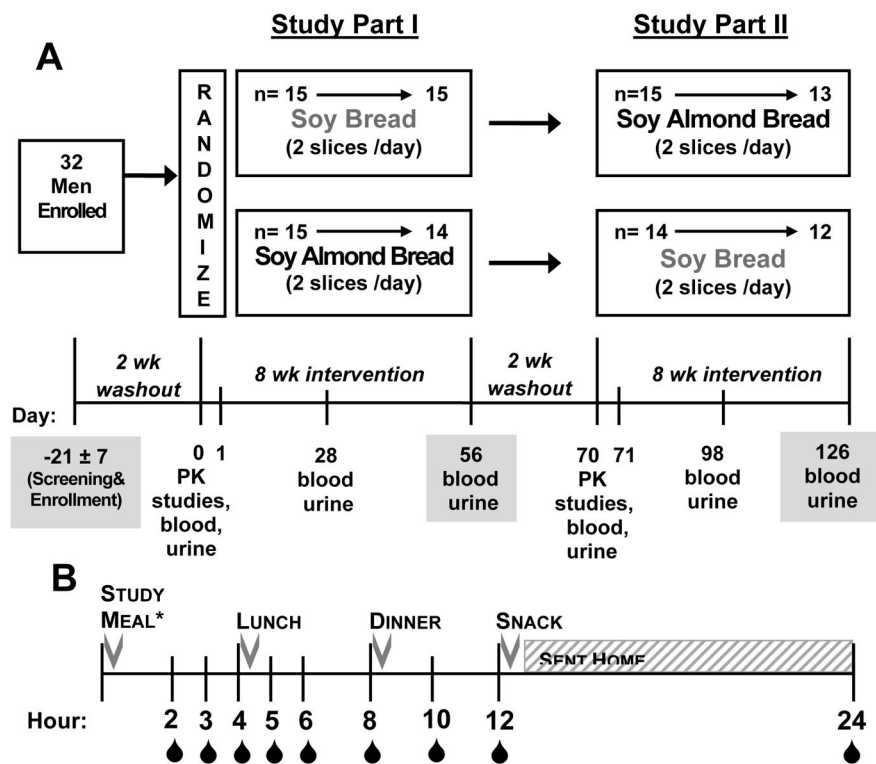 Study Part I
Study Part II
A
32
Men
Enrolled
RANDOMIZE
n= 15 15
Soy Bread
(2 slices /day)
n=15 13
Soy Almond Bread
(2 slices /day)
n= 15 14
Soy Almond Bread
(2 slices /day)
n= 14 12
Soy Bread
(2 slices /day)
2 wk
washout
8 wk intervention
2 wk
washout
8 wk intervention
Day:
-21 ± 7
(Screening&
Enrollment)
0
PK
studies,
blood,
urine
1
28
blood
urine
56
blood
urine
70
PK
studies,
blood,
urine
71
98
blood
urine
126
blood
urine
B
STUDY
MEAL*
LUNCH
DINNER
SNACK
SENT HOME
Hour:
2 3 4 5 6 8 10 12 24